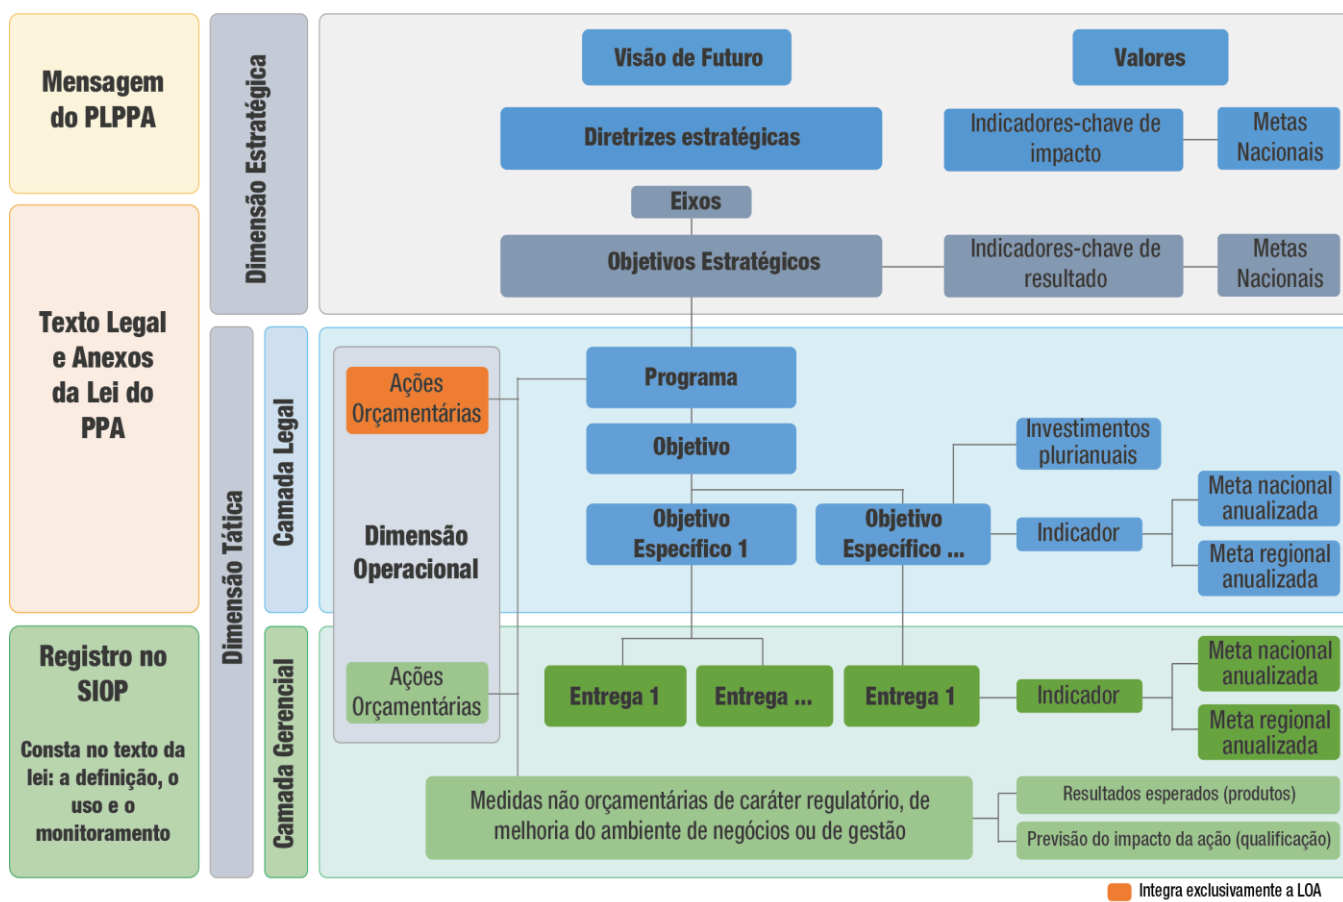 Mensagem
do PLPPA
Texto Legal
e Anexos
da Lei do
PPA
Registro no
SIOP
Consta no texto da
lei: a definição, o
uso e o
monitoramento
Dimensão Estratégica
Dimensão Tática
Camada Legal
Camada Gerencial
Visão de Futuro
Valores
Diretrizes estratégicas
Indicadores-chave de
impacto
Metas
Nacionais
Eixos
Objetivos Estratégicos
Indicadores-chave de
resultado
Metas
Nacionais
Ações
Orçamentárias
Dimensão
Operacional
Ações
Orçamentárias
Programa
Objetivo
Investimentos
plurianuais
Objetivo
Específico 1
Objetivo
Específico ...
Indicador
Meta nacional
anualizada
Meta regional
anualizada
Entrega 1
Entrega ...
Entrega 1
Indicador
Meta nacional
anualizada
Meta regional
anualizada
Medidas não orçamentárias de caráter regulatório, de
melhoria do ambiente de negócios ou de gestão
Resultados esperados (produtos)
Previsão do impacto da ação (qualificação)
Integra exclusivamente a LOA